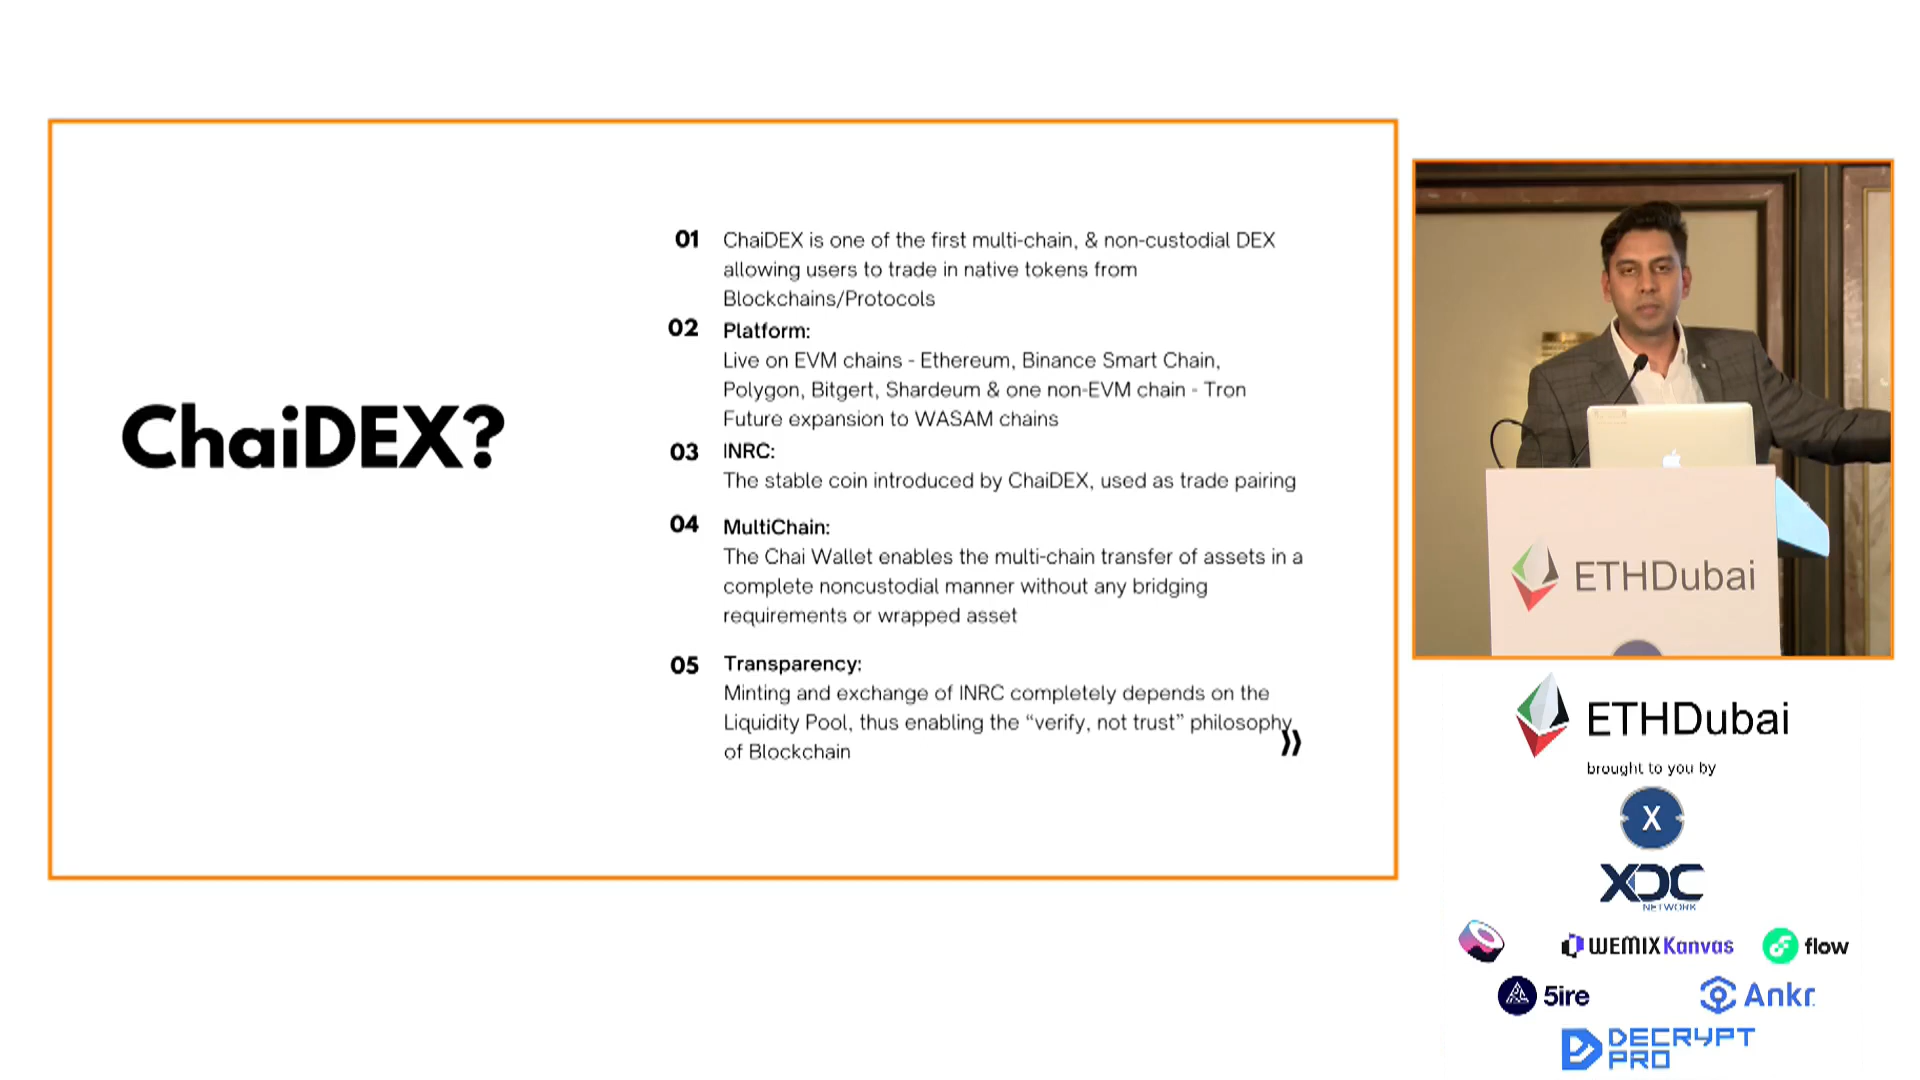 ChaiDEX?
01 ChaiDEX is one of the first multi-chain, & non-custodial DEX
allowing users to trade in native tokens from
Blockchains/Protocols
02 Platform:
Live on EVM chains - Ethereum, Binance Smart Chain,
Polygon, Bitgert, Shardeum & one non-EVM chain - Tron
Future expansion to WASAM chains
03 INRC:
The stable coin introduced by ChaiDEX, used as trade pairing
04 MultiChain:
The Chai Wallet enables the multi-chain transfer of assets in a
complete noncustodial manner without any bridging
requirements or wrapped asset
05 Transparency:
Minting and exchange of INRC completely depends on the
Liquidity Pool, thus enabling the “verify, not trust” philosophy
of Blockchain
ETHDubai
ETHDubai
brought to you by
X
XDC
NETWORK
WEMIX Kanvas
flow
5ire
Ankr
DECRYPT
PRO